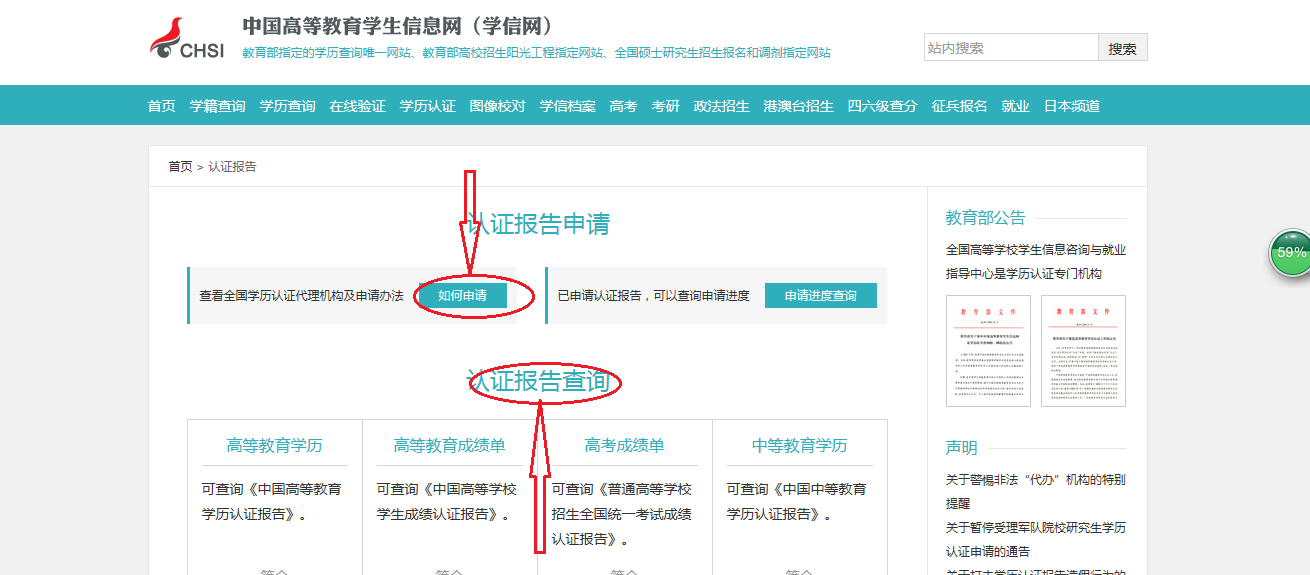 CHSI
中国高等教育学生信息网（学信网）
教育部指定的学历查询唯一网站、教育部高校招生阳光工程指定网站、全国硕士研究生招生报名和调剂指定网站
站内搜索 搜索
首页 学籍查询 学历查询 在线验证 学历认证 图像校对 学信档案 高考 考研 政法招生 港澳台招生 四六级查分 征兵报名 就业 日本频道
首页 > 认证报告
认证报告申请
查看全国学历认证代理机构及申请办法 如何申请
已申请认证报告，可以查询申请进度 申请进度查询
认证报告查询
高等教育学历
可查询《中国高等教育
学历认证报告》。
高等教育成绩单
可查询《中国高等学校
学生成绩认证报告》。
高考成绩单
可查询《普通高等学校
招生全国统一考试成绩
认证报告》。
中等教育学历
可查询《中国中等教育
学历认证报告》。
教育部公告
全国高等学校学生信息咨询与就业
指导中心是学历认证专门机构
教育部文件
教育部文件
声明
关于警惕非法“代办”机构的特别
提醒
关于暂停受理军队院校研究生学历
认证申请的通告
59%